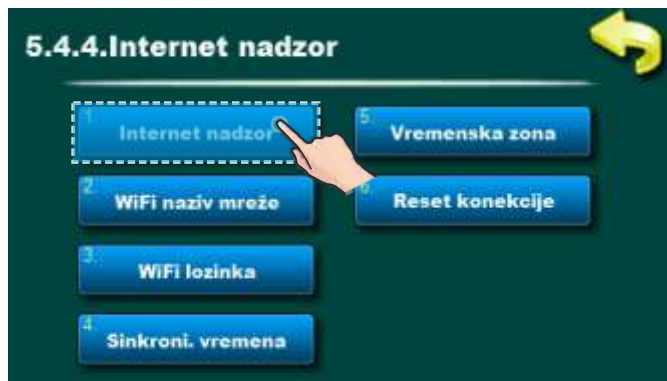 5.4.4.Internet nadzor
1.
Internet nadzor
2.
WiFi naziv mreže
3.
WiFi lozinka
4.
Sinkroni. vremena
5.
Vremenska zona
6.
Reset konekcije